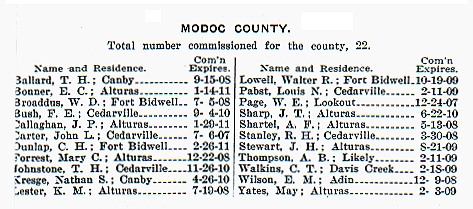 MODOC COUNTY.
Total number commissioned for the county, 22.
Name and Residence. Com'n Expires.
Ballard, T. H.; Canby 9-15-08
Bonner, E. C.; Alturas 1-14-11
Broaddus, W. D.; Fort Bidwell 7- 5-08
Bush, F. E.; Cedarville 9- 4-10
Callaghan, J. P.; Alturas 1-29-11
Carter, John L.; Cedarville 7- 6-07
Dunlap, C. H.; Fort Bidwell 2-26-11
Forrest, Mary C.; Alturas 12-22-08
Johnstone, T. H.; Cedarville 11-26-10
Kresge, Nathan S.; Canby 4-26-10
Lester, K. M.; Alturas 7-19-08
Name and Residence. Com'n Expires.
Lowell, Walter R.; Fort Bidwell 10-19-09
Pabst, Louis N.; Cedarville 2-11-09
Page, W. E.; Lookout 12-24-07
Sharp, J. T.; Alturas 6-22-10
Shartel, A. F.; Alturas 5-13-08
Stanley, R. H.; Cedarville 3-30-08
Stewart, J. H.; Alturas 8-21-09
Thompson, A. B.; Likely 2-11-09
Walkins, C. T.; Davis Creek 2-18-09
Wilson, E. M.; Adin 12- 9-08
Yates, May; Alturas 2- 3-09